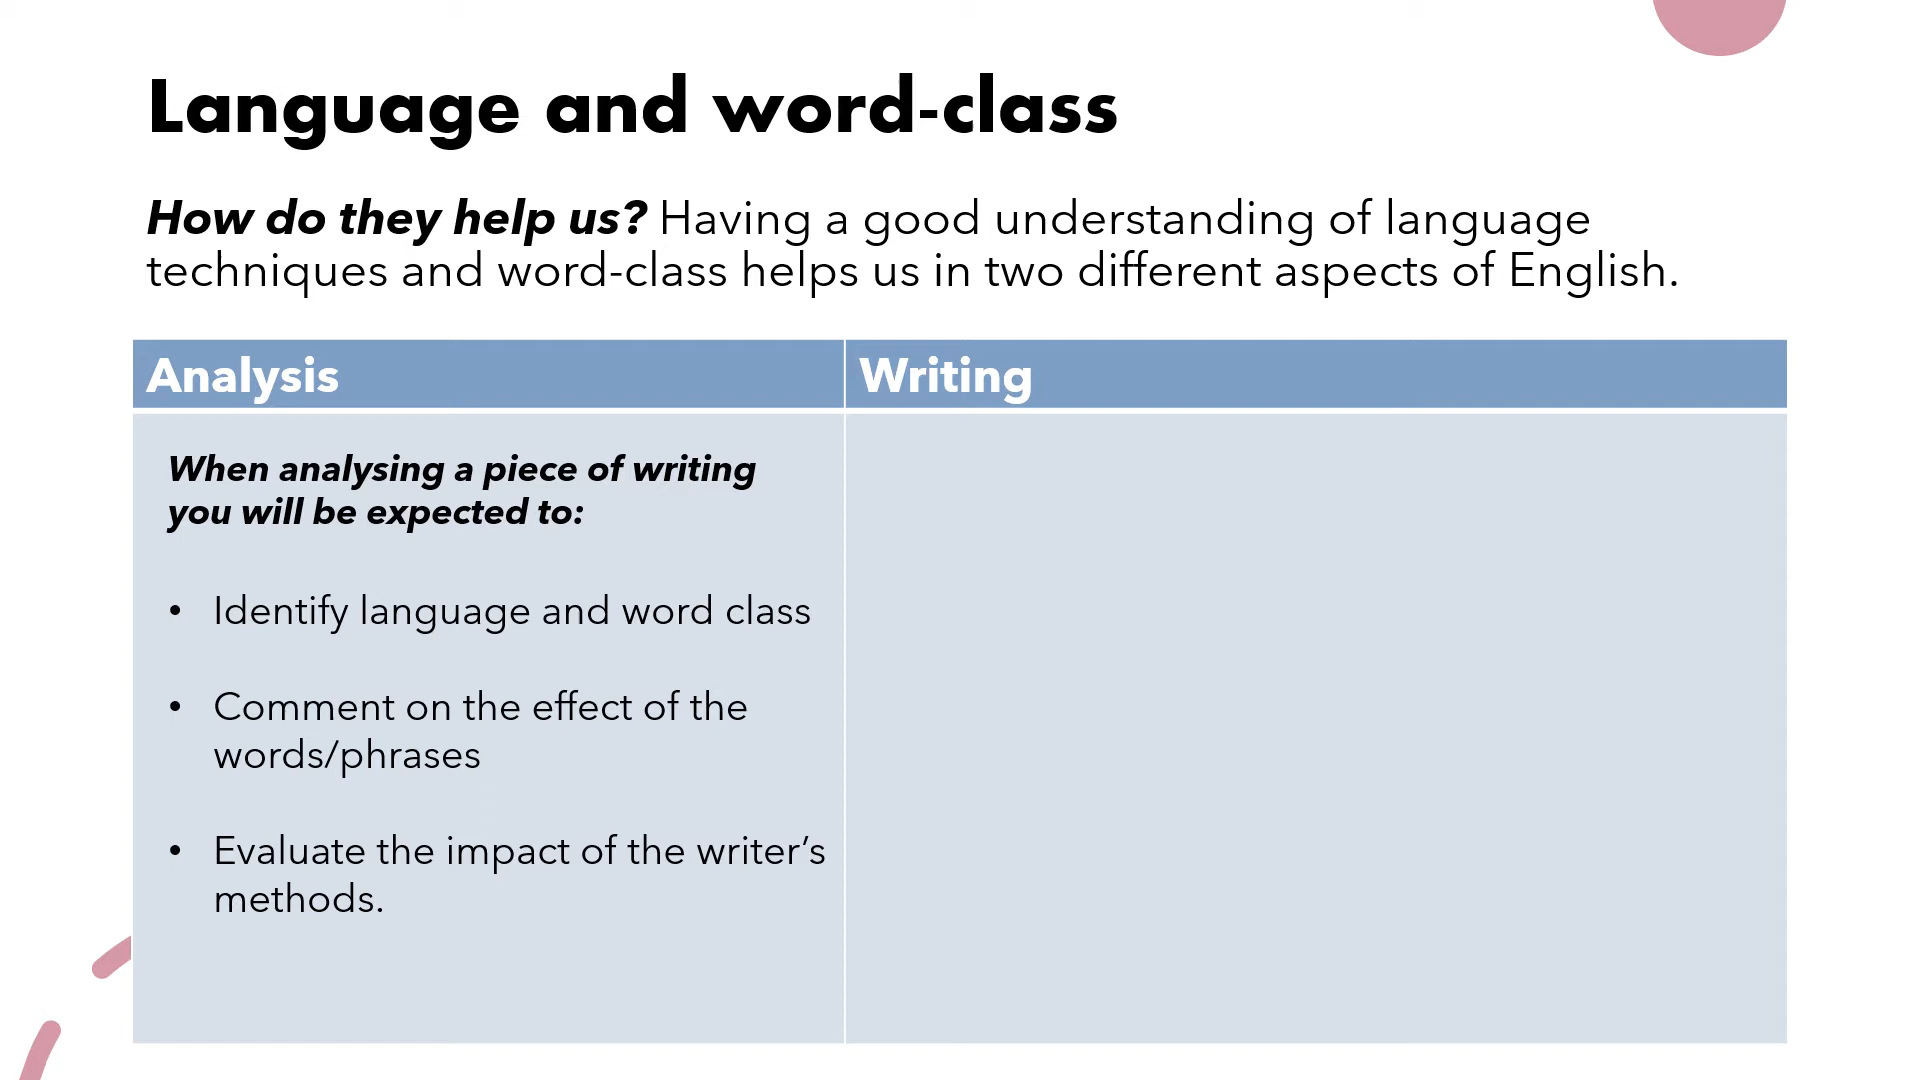 Language and word-class
How do they help us? Having a good understanding of language
techniques and word-class helps us in two different aspects of English.
Analysis
Writing
When analysing a piece of writing
you will be expected to:
• Identify language and word class
• Comment on the effect of the
words/phrases
• Evaluate the impact of the writer’s
methods.